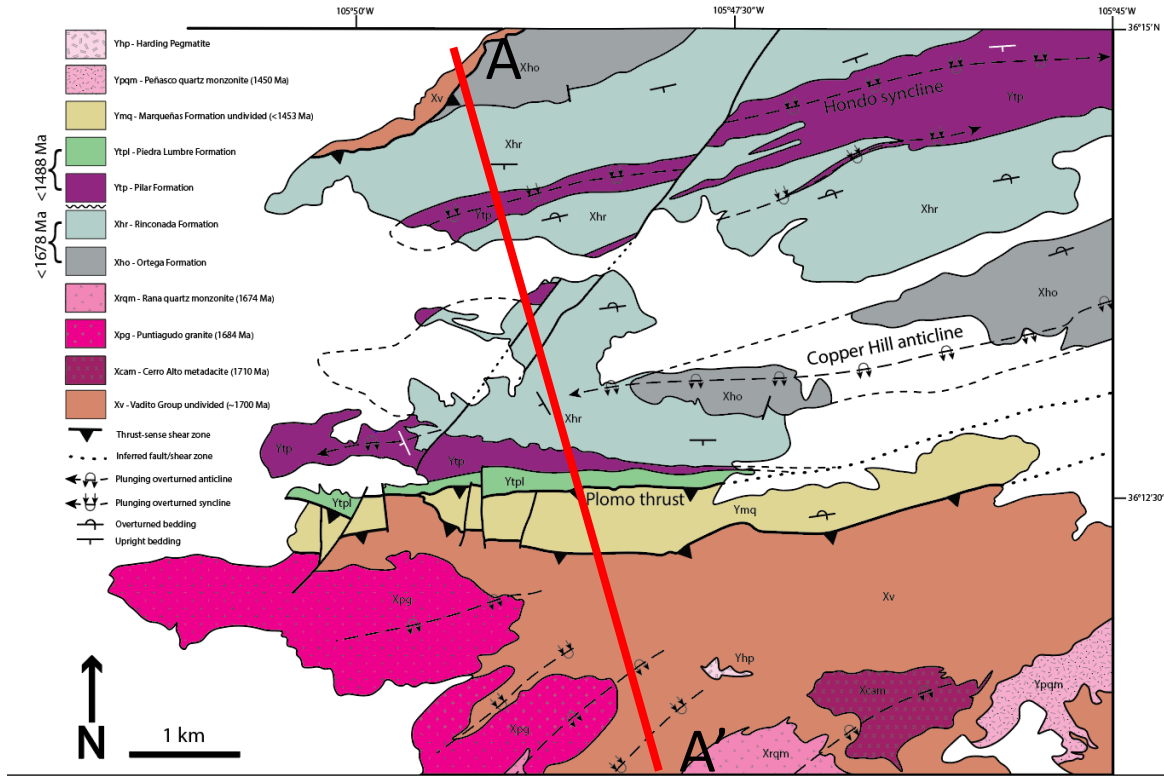 105°50'W
105°47'30"W
105°45'W
36°15'N
Yhp - Harding Pegmatite
Ypqm - Peñasco quartz monzonite (1450 Ma)
Ymq - Marqueñas Formation undivided (<1453 Ma)
Ytpl - Piedra Lumbre Formation
Ytp - Pilar Formation
<1488 Ma
Xhr - Rinconada Formation
Xho - Ortega Formation
<1678 Ma
Xrqm - Rana quartz monzonite (1674 Ma)
Xpg - Puntiagudo granite (1684 Ma)
Xcam - Cerro Alto metadacite (1710 Ma)
Xv - Vadito Group undivided (~1700 Ma)
Thrust-sense shear zone
Inferred fault/shear zone
Plunging overturned anticline
Plunging overturned syncline
Overturned bedding
Upright bedding
N
1 km
A
Xho
Xv
Hondo syncline
Ytp
Xhr
Ytp
Xhr
Xhr
Xho
Copper Hill anticline
Xho
Xhr
Ytp
Ytp
Ytpl
Ytpl
Plomo thrust
36°12'30"N
Ymq
Xpg
Xv
Yhp
Xcam
Ypqm
Xpg
Xrqm
A'